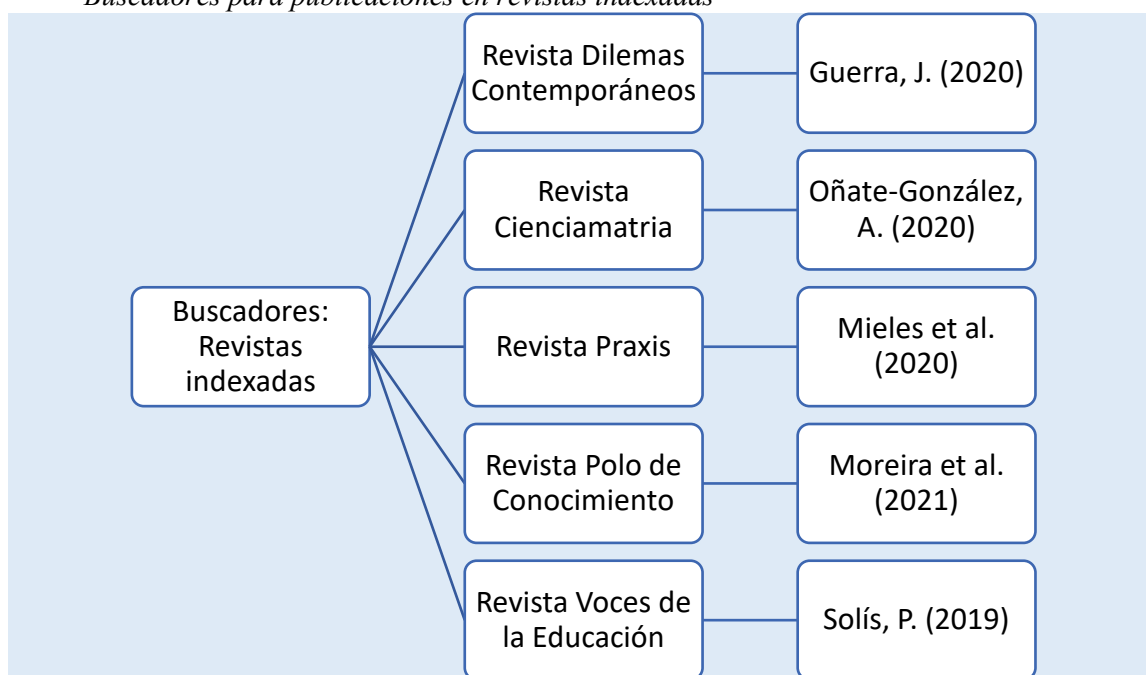 Buscadores para publicaciones en revistas indexadas
Revista Dilemas
Contemporáneos
Guerra, J. (2020)
Revista
Cienciamatria
Oñate-González,
A. (2020)
Buscadores:
Revistas
indexadas
Revista Praxis
Mieles et al.
(2020)
Revista Polo de
Conocimiento
Moreira et al.
(2021)
Revista Voces de
la Educación
Solís, P. (2019)